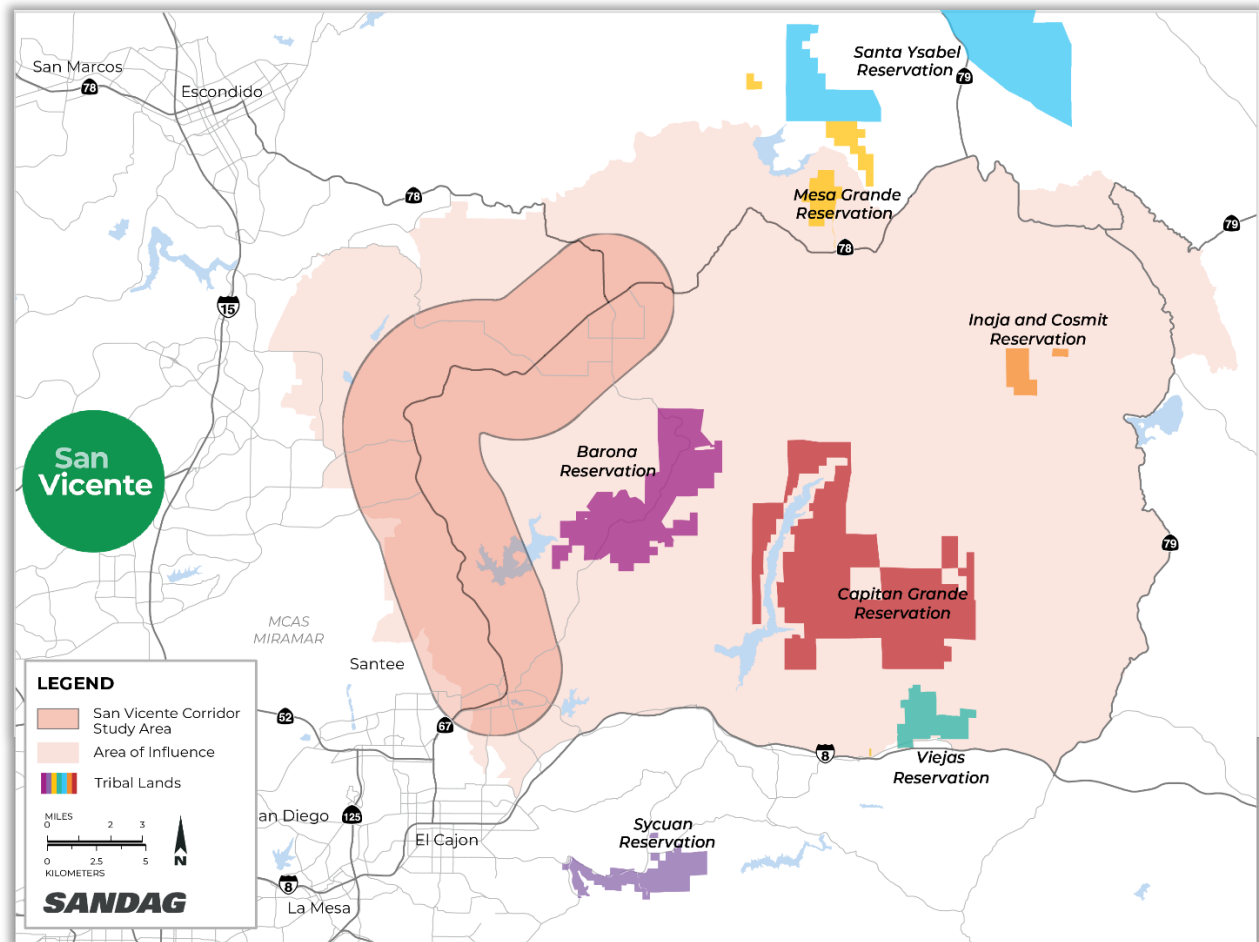 San Marcos
78
Escondido
Santa Ysabel
Reservation
79
78
Mesa Grande
Reservation
78
79
15
Inaja and Cosmit
Reservation
San
Vicente
Barona
Reservation
79
Capitan Grande
Reservation
MCAS
MIRAMAR
Santee
52
67
8
Viejas
Reservation
an Diego
125
El Cajon
Sycuan
Reservation
8
La Mesa
LEGEND
San Vicente Corridor
Study Area
Area of Influence
Tribal Lands
MILES
0 2 3
0 2.5 5
KILOMETERS
N
SANDAG